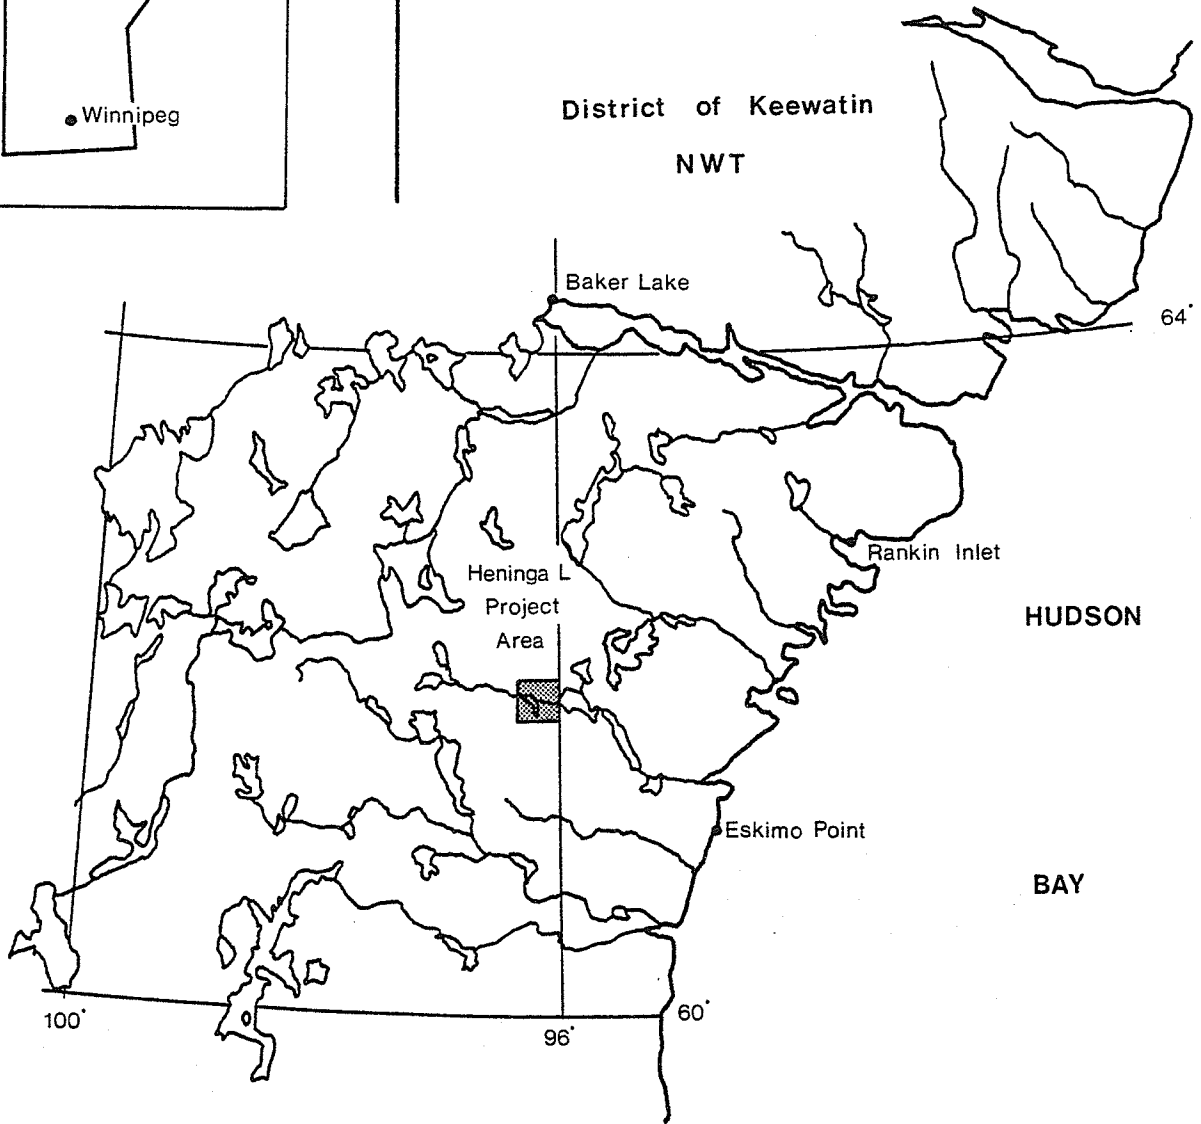 Winnipeg
District of Keewatin
NWT
Baker Lake
64°
Rankin Inlet
Heninga L
Project
Area
HUDSON
Eskimo Point
BAY
100°
96°
60°